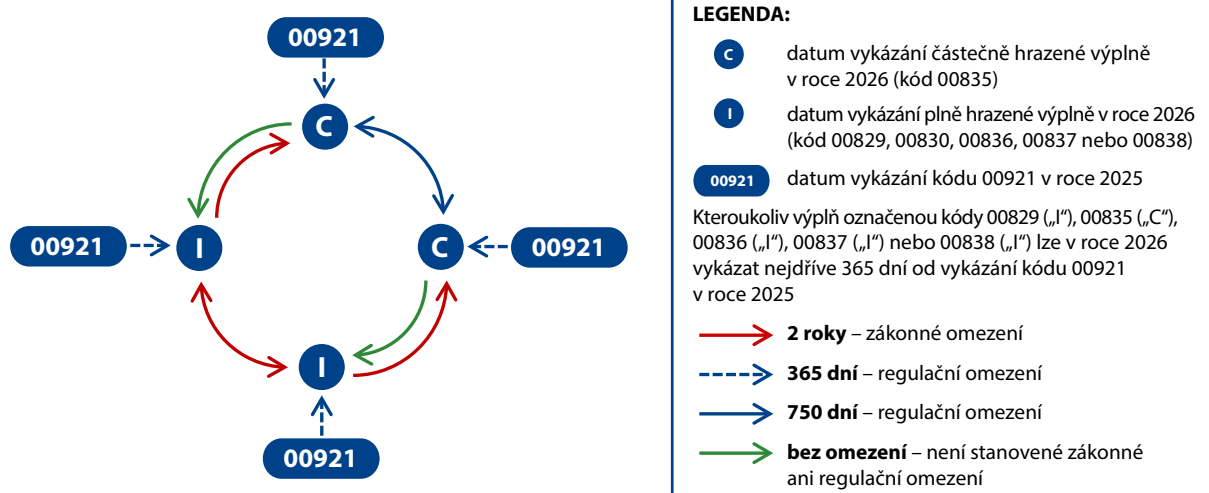 00921
C
00921
I
C
00921
I
00921
LEGENDA:
C datum vykázání částečně hrazené výplně
v roce 2026 (kód 00835)
I datum vykázání plně hrazené výplně v roce 2026
(kód 00829, 00830, 00836, 00837 nebo 00838)
00921 datum vykázání kódu 00921 v roce 2025
Kteroukoliv výplň označenou kódy 00829 („I“), 00835 („C“),
00836 („I“), 00837 („I“) nebo 00838 („I“) lze v roce 2026
vykázat nejdříve 365 dní od vykázání kódu 00921
v roce 2025
2 roky – zákonné omezení
365 dní – regulační omezení
750 dní – regulační omezení
bez omezení – není stanovené zákonné
ani regulační omezení